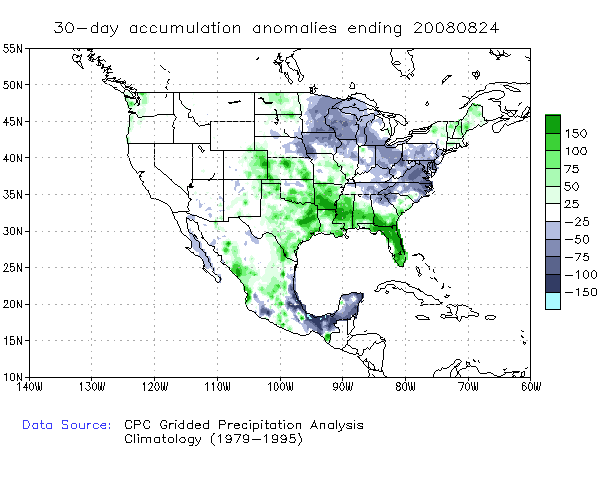 30-day accumulation anomalies ending 20080824
55N
50N
45N
40N
35N
30N
25N
20N
15N
10N
140W 130W 120W 110W 100W 90W 80W 70W 60W
150
100
75
50
25
-25
-50
-75
-100
-150
Data Source: CPC Gridded Precipitation Analysis
Climatology (1979-1995)